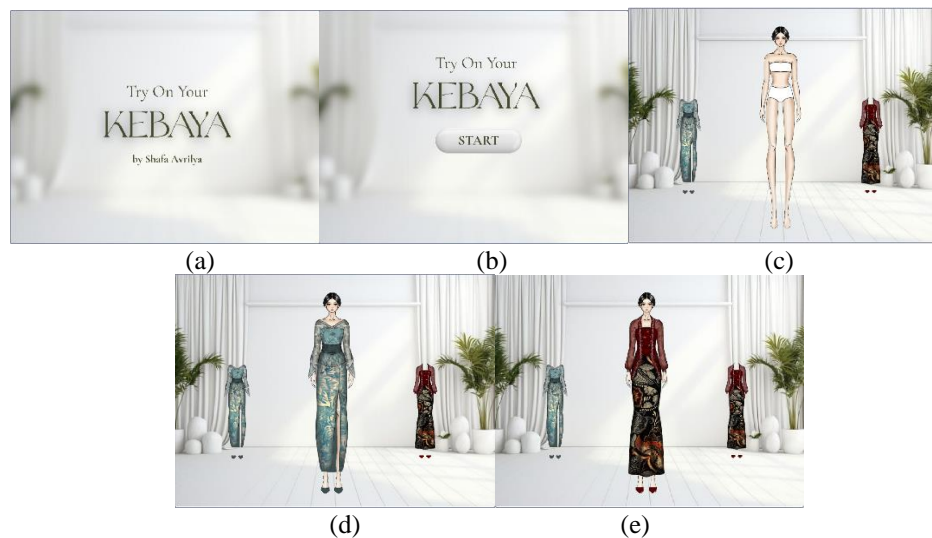 Try On Your
KEBAYA
by Shafa Avrilya
Try On Your
KEBAYA
START
(a)
(b)
(c)
(d)
(e)